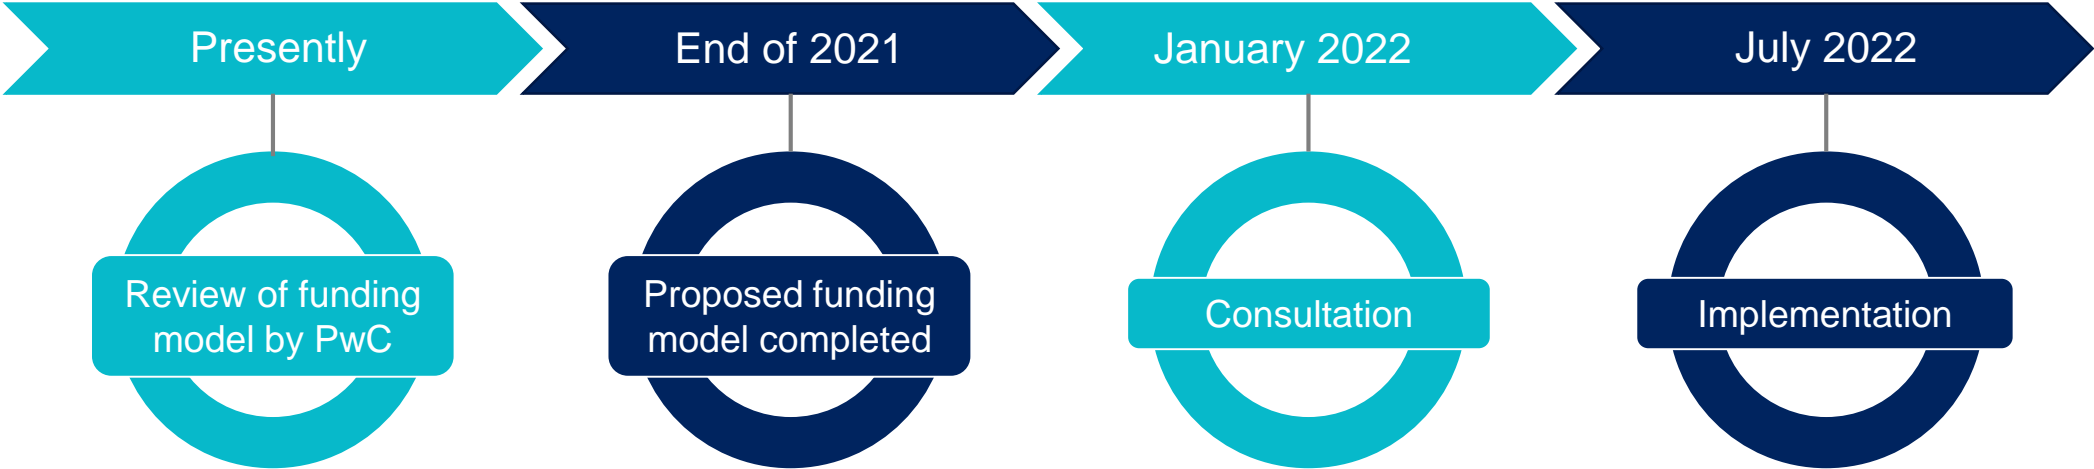 Presently
End of 2021
January 2022
July 2022
Review of funding
model by PwC
Proposed funding
model completed
Consultation
Implementation